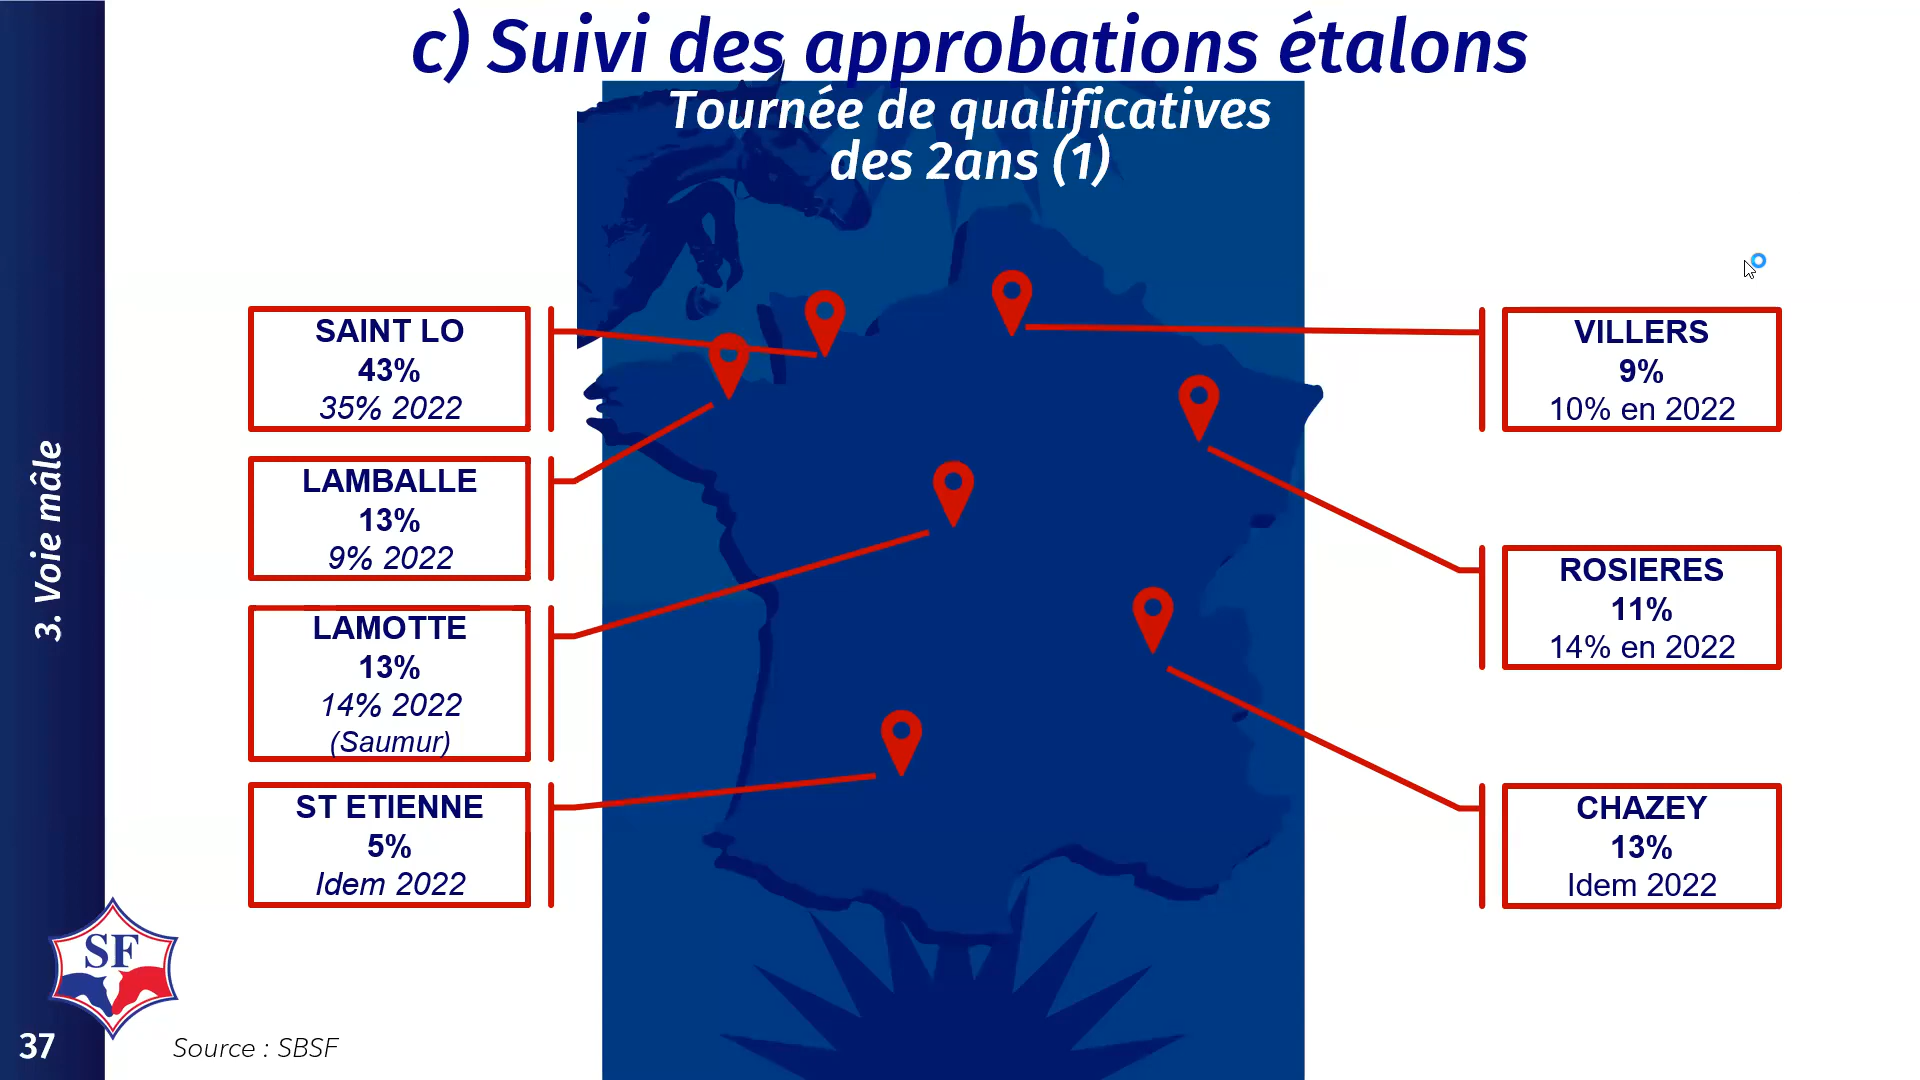 c) Suivi des approbations étalons
Tournée de qualificatives
des 2ans (1)
SAINT LO
43%
35% 2022
LAMBALLE
13%
9% 2022
LAMOTTE
13%
14% 2022
(Saumur)
ST ETIENNE
5%
Idem 2022
VILLERS
9%
10% en 2022
ROSIERES
11%
14% en 2022
CHAZEY
13%
Idem 2022
3. Voie mâle
SF
37
Source : SBSF